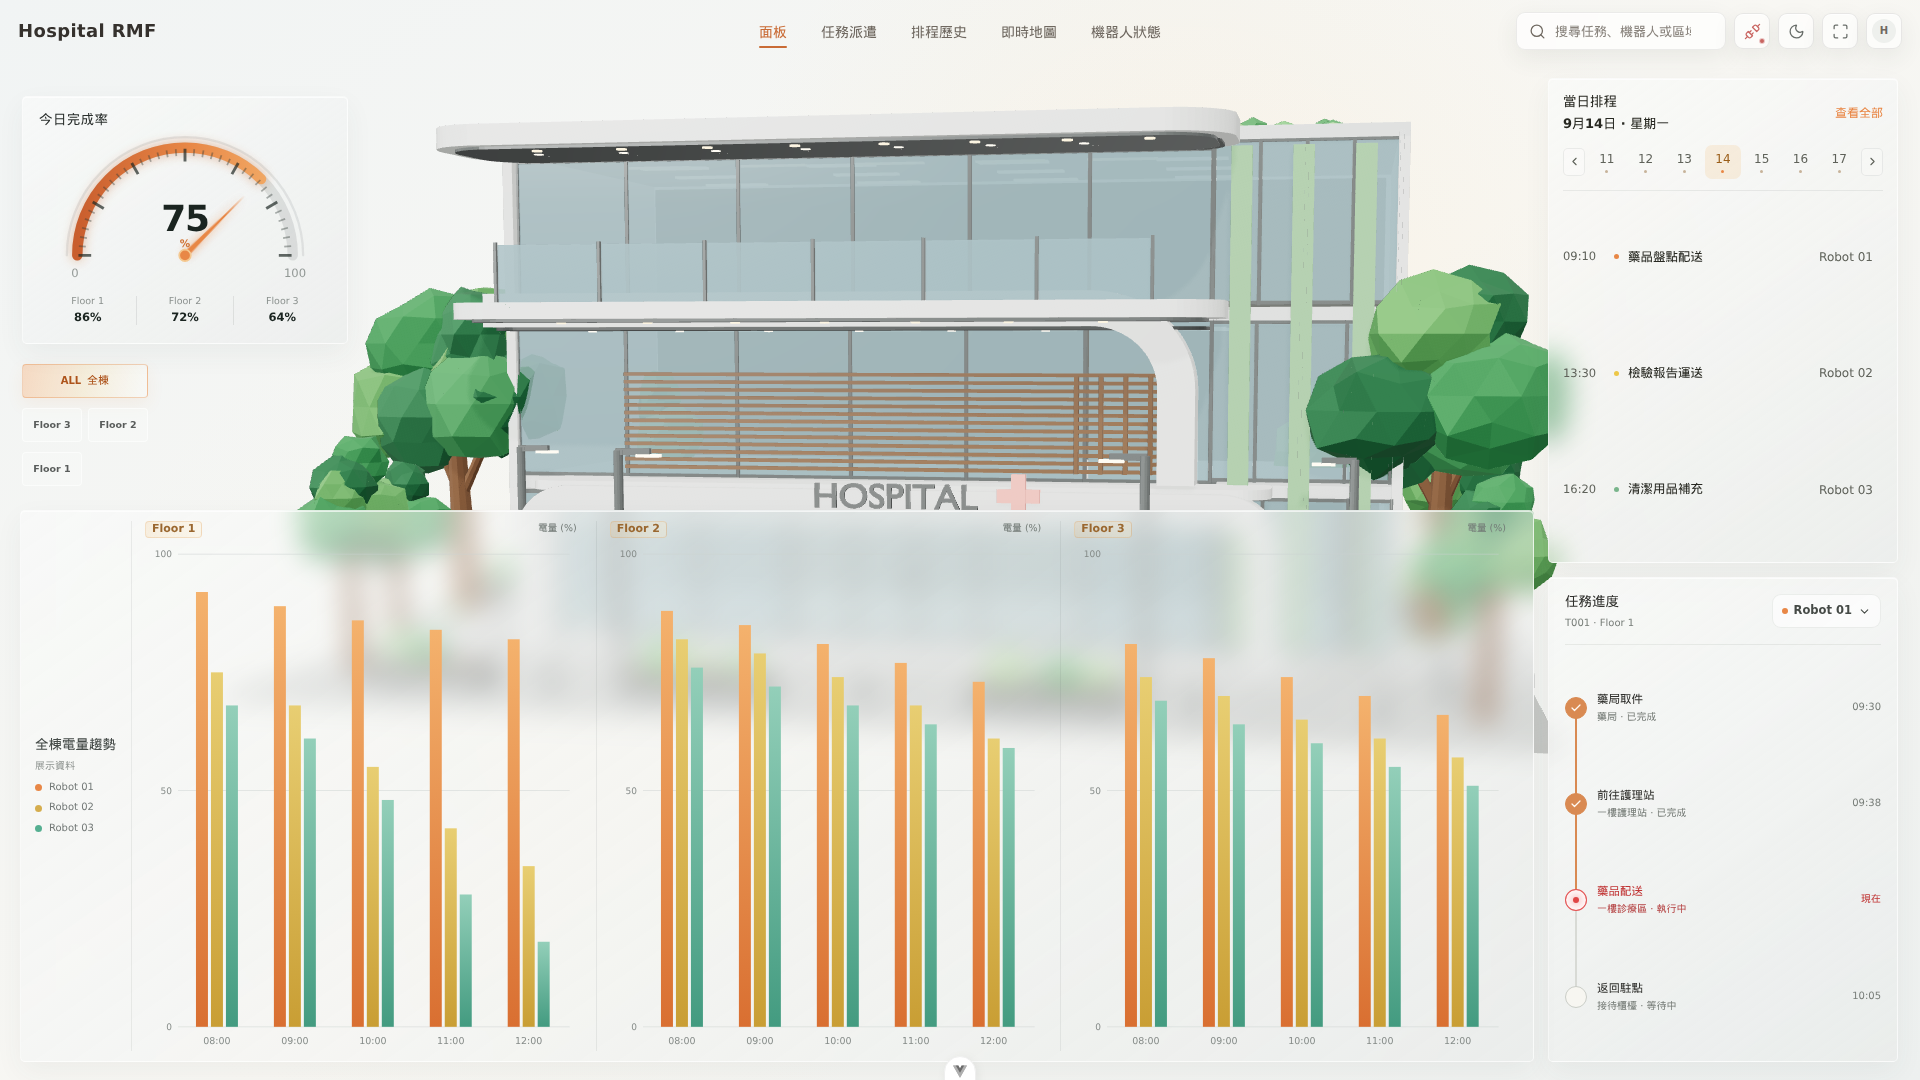 Hospital RMF
面板
任務派遣
排程歷史
即時地圖
機器人狀態
搜尋任務、機器人或區
H
今日完成率
75
%
0
100
Floor 1
86%
Floor 2
72%
Floor 3
64%
ALL 全棟
Floor 3
Floor 2
Floor 1
HOSPITAL
當日排程
9月14日・星期一
查看全部
11
12
13
14
15
16
17
09:10
藥品盤點配送
Robot 01
13:30
檢驗報告運送
Robot 02
16:20
清潔用品補充
Robot 03
全棟電量趨勢
展示資料
Robot 01
Robot 02
Robot 03
Floor 1
電量 (%)
100
50
0
08:00
09:00
10:00
11:00
12:00
Floor 2
電量 (%)
100
50
0
08:00
09:00
10:00
11:00
12:00
Floor 3
電量 (%)
100
50
0
08:00
09:00
10:00
11:00
12:00
任務進度
T001 · Floor 1
Robot 01
藥局取件
藥局 · 已完成
09:30
前往護理站
一樓護理站 · 已完成
09:38
藥品配送
一樓診療區 · 執行中
現在
返回駐點
接待櫃檯 · 等待中
10:05